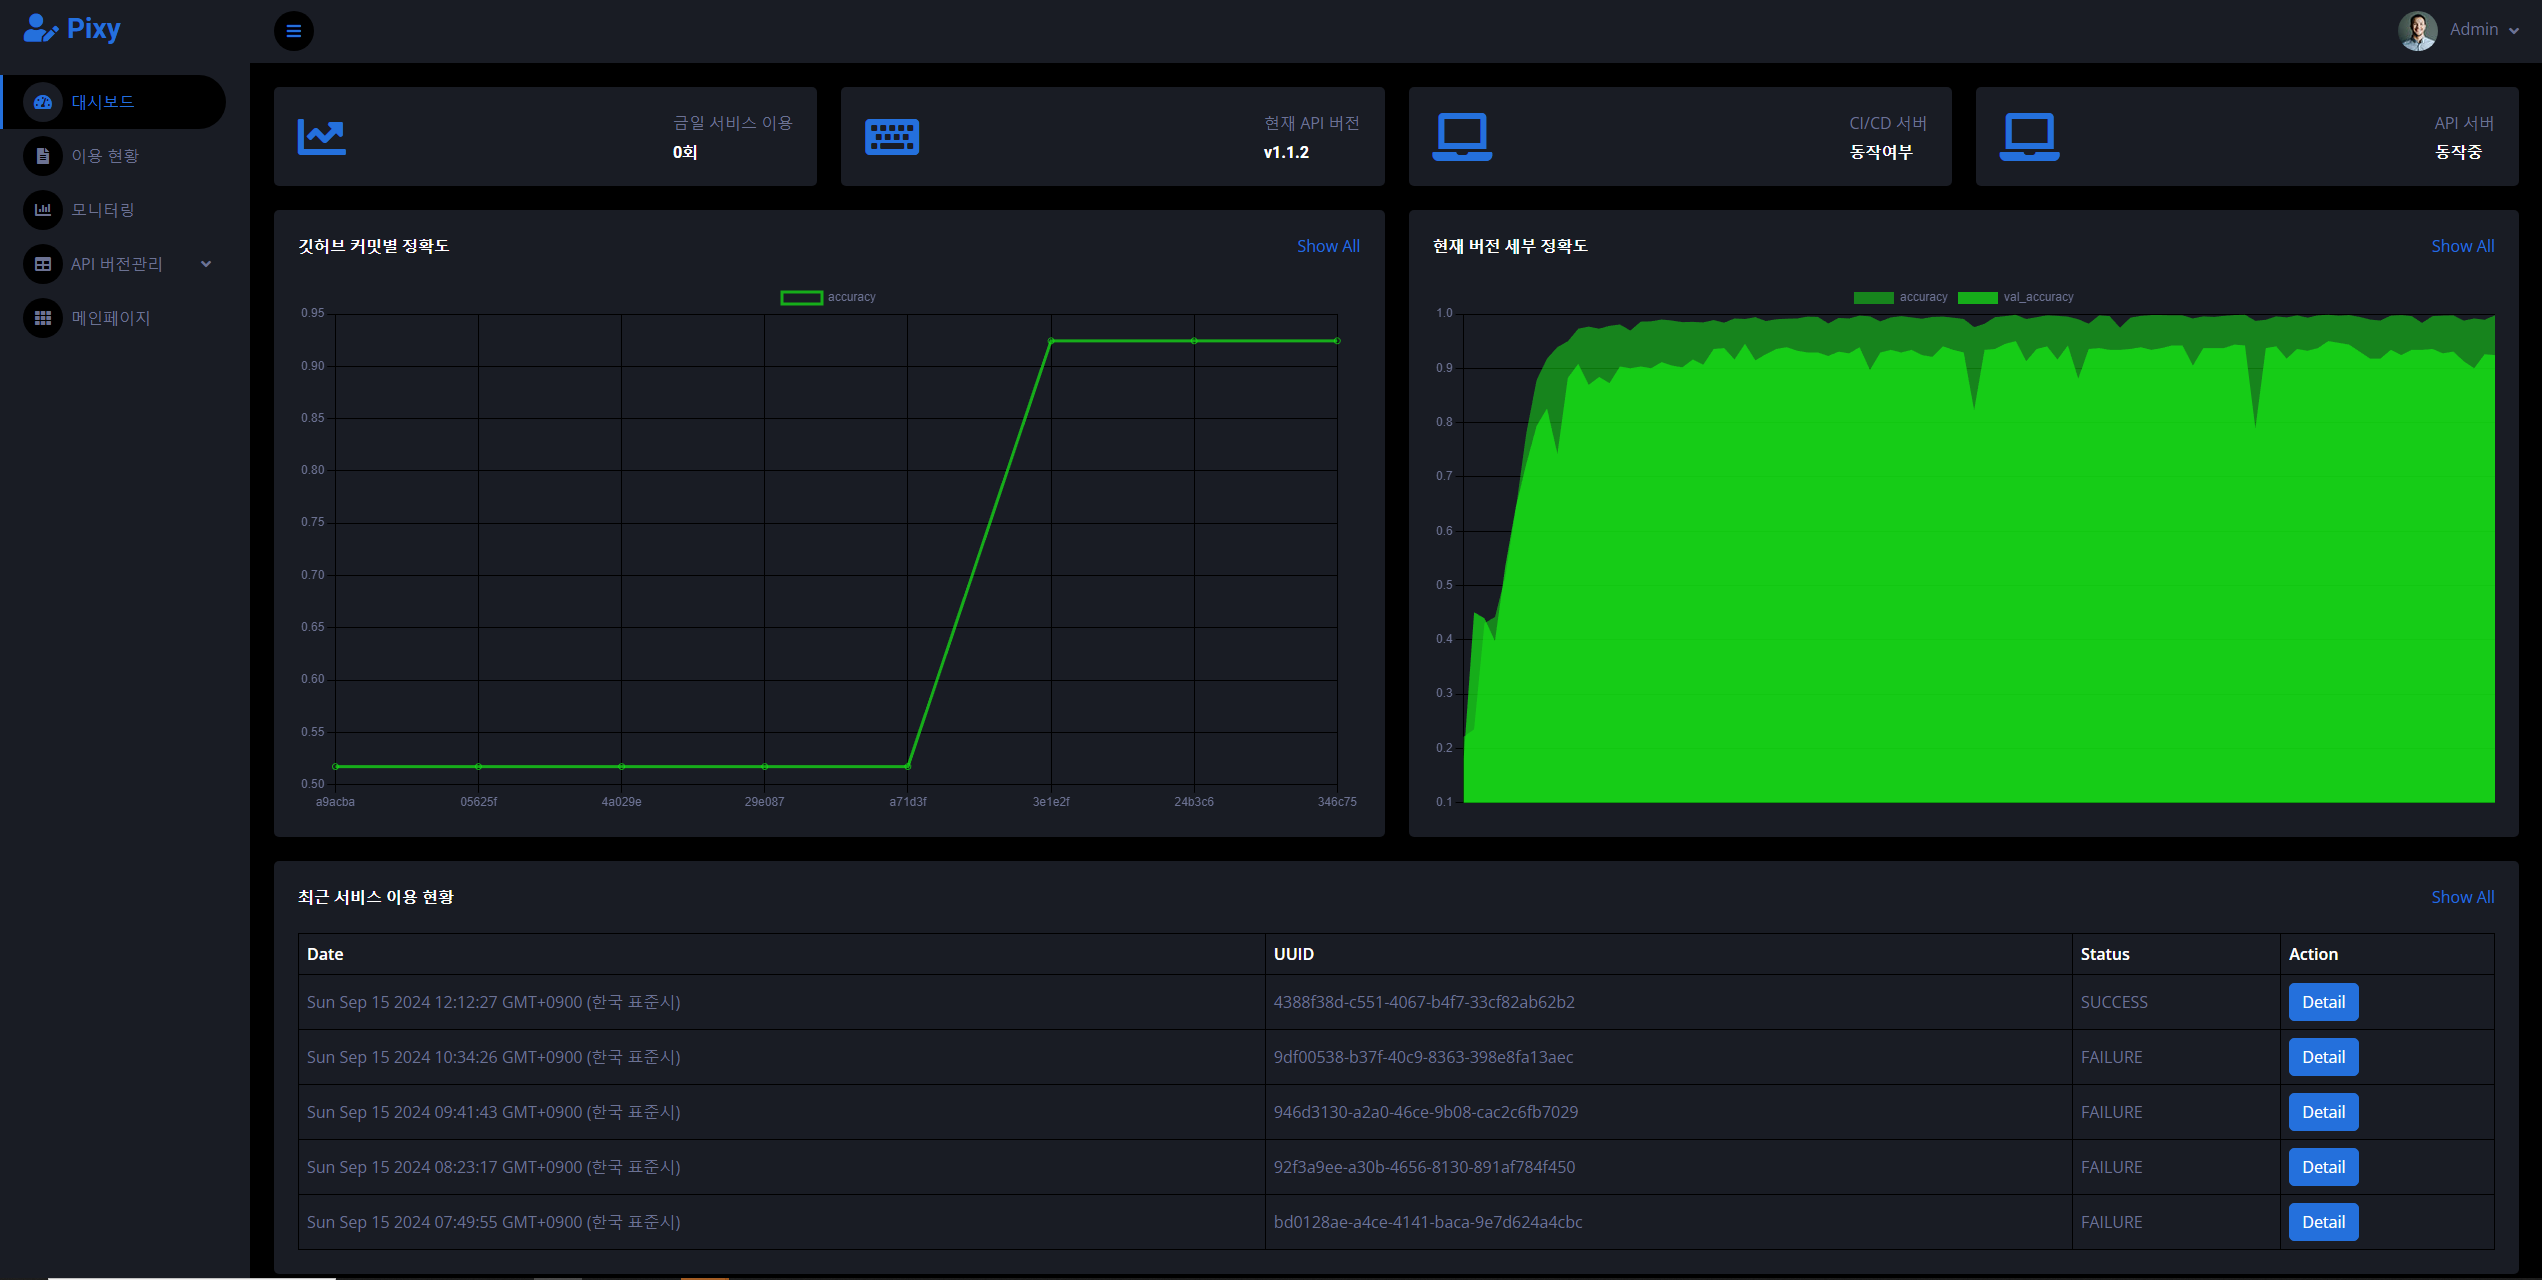 Pixy
Admin
대시보드
이용 현황
모니터링
API 버전관리
메인페이지
금일 서비스 이용
0회
현재 API 버전
v1.1.2
CI/CD 서버
동작여부
API 서버
동작중
깃허브 커밋별 정확도
Show All
accuracy
0.95
0.90
0.85
0.80
0.75
0.70
0.65
0.60
0.55
0.50
a9acba 05625f 4a029e 29e087 a71d3f 3e1e2f 24b3c6 346c75
현재 버전 세부 정확도
Show All
accuracy val_accuracy
1.0
0.9
0.8
0.7
0.6
0.5
0.4
0.3
0.2
0.1
최근 서비스 이용 현황
Show All
Date UUID Status Action
Sun Sep 15 2024 12:12:27 GMT+0900 (한국 표준시) 4388f38d-c551-4067-b4f7-33cf82ab62b2 SUCCESS Detail
Sun Sep 15 2024 10:34:26 GMT+0900 (한국 표준시) 9df00538-b37f-40c9-8363-398e8fa13aec FAILURE Detail
Sun Sep 15 2024 09:41:43 GMT+0900 (한국 표준시) 946d3130-a2a0-46ce-9b08-cac2c6fb7029 FAILURE Detail
Sun Sep 15 2024 08:23:17 GMT+0900 (한국 표준시) 92f3a9ee-a30b-4656-8130-891af784f450 FAILURE Detail
Sun Sep 15 2024 07:49:55 GMT+0900 (한국 표준시) bd0128ae-a4ce-4141-baca-9e7d624a4cbc FAILURE Detail